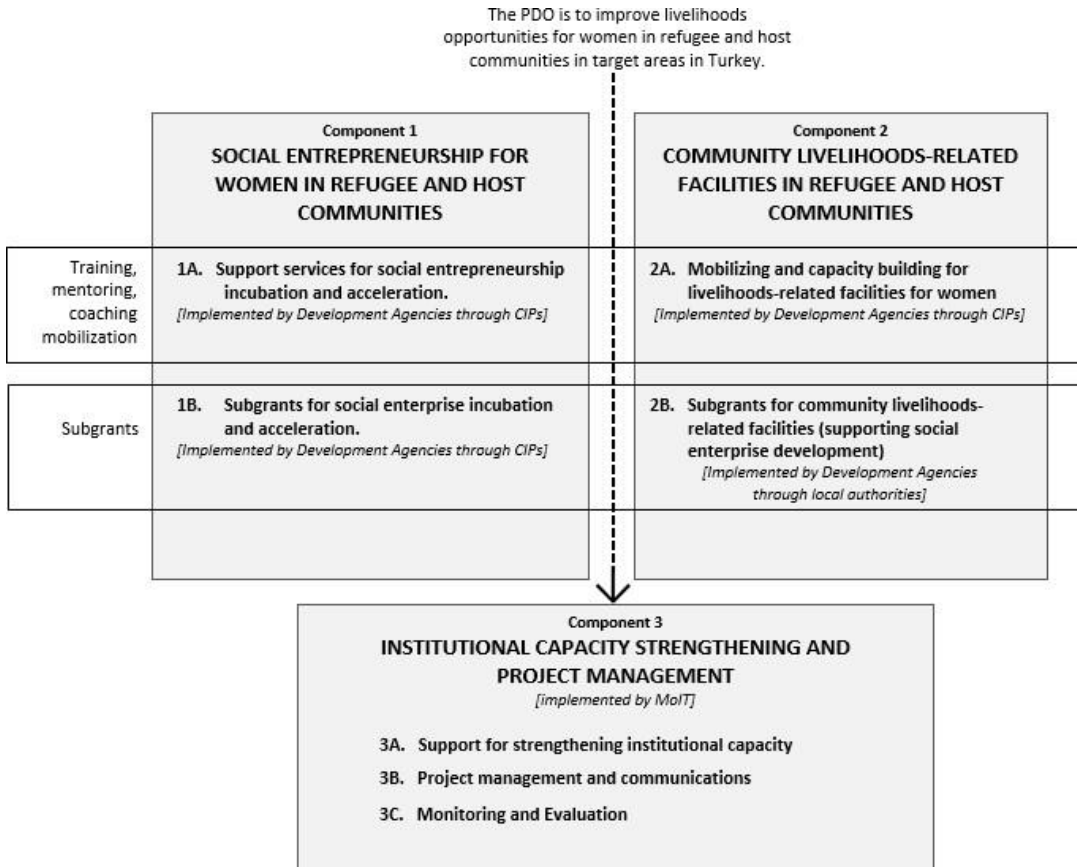 The PDO is to improve livelihoods
opportunities for women in refugee and host
communities in target areas in Turkey.
Component 1
SOCIAL ENTREPRENEURSHIP FOR
WOMEN IN REFUGEE AND HOST
COMMUNITIES
Component 2
COMMUNITY LIVELIHOODS-RELATED
FACILITIES IN REFUGEE AND HOST
COMMUNITIES
Training,
mentoring,
coaching
mobilization
1A. Support services for social entrepreneurship
incubation and acceleration.
[Implemented by Development Agencies through CIPs]
2A. Mobilizing and capacity building for
livelihoods-related facilities for women
[Implemented by Development Agencies through CIPs]
Subgrants
1B. Subgrants for social enterprise incubation
and acceleration.
[Implemented by Development Agencies through CIPs]
2B. Subgrants for community livelihoods-
related facilities (supporting social
enterprise development)
[Implemented by Development Agencies
through local authorities]
Component 3
INSTITUTIONAL CAPACITY STRENGTHENING AND
PROJECT MANAGEMENT
[implemented by MoIT]
3A. Support for strengthening institutional capacity
3B. Project management and communications
3C. Monitoring and Evaluation